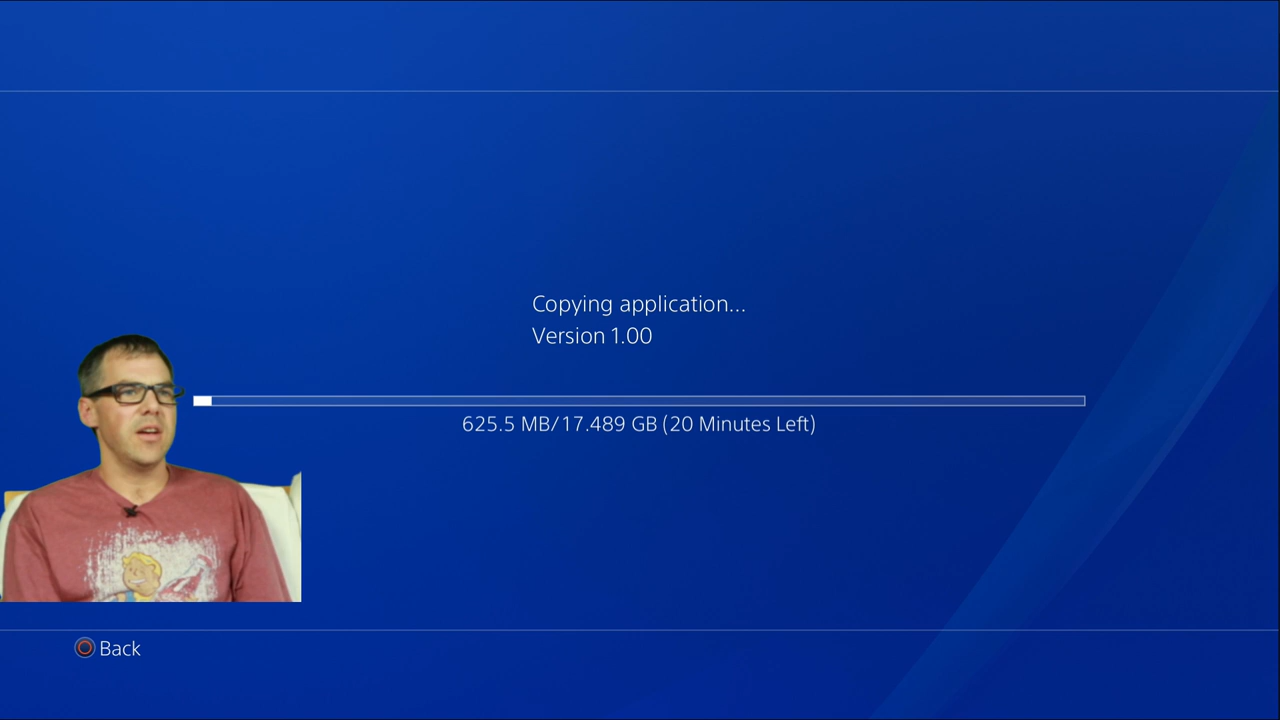 Copying application...
Version 1.00
625.5 MB/17.489 GB (20 Minutes Left)
Back